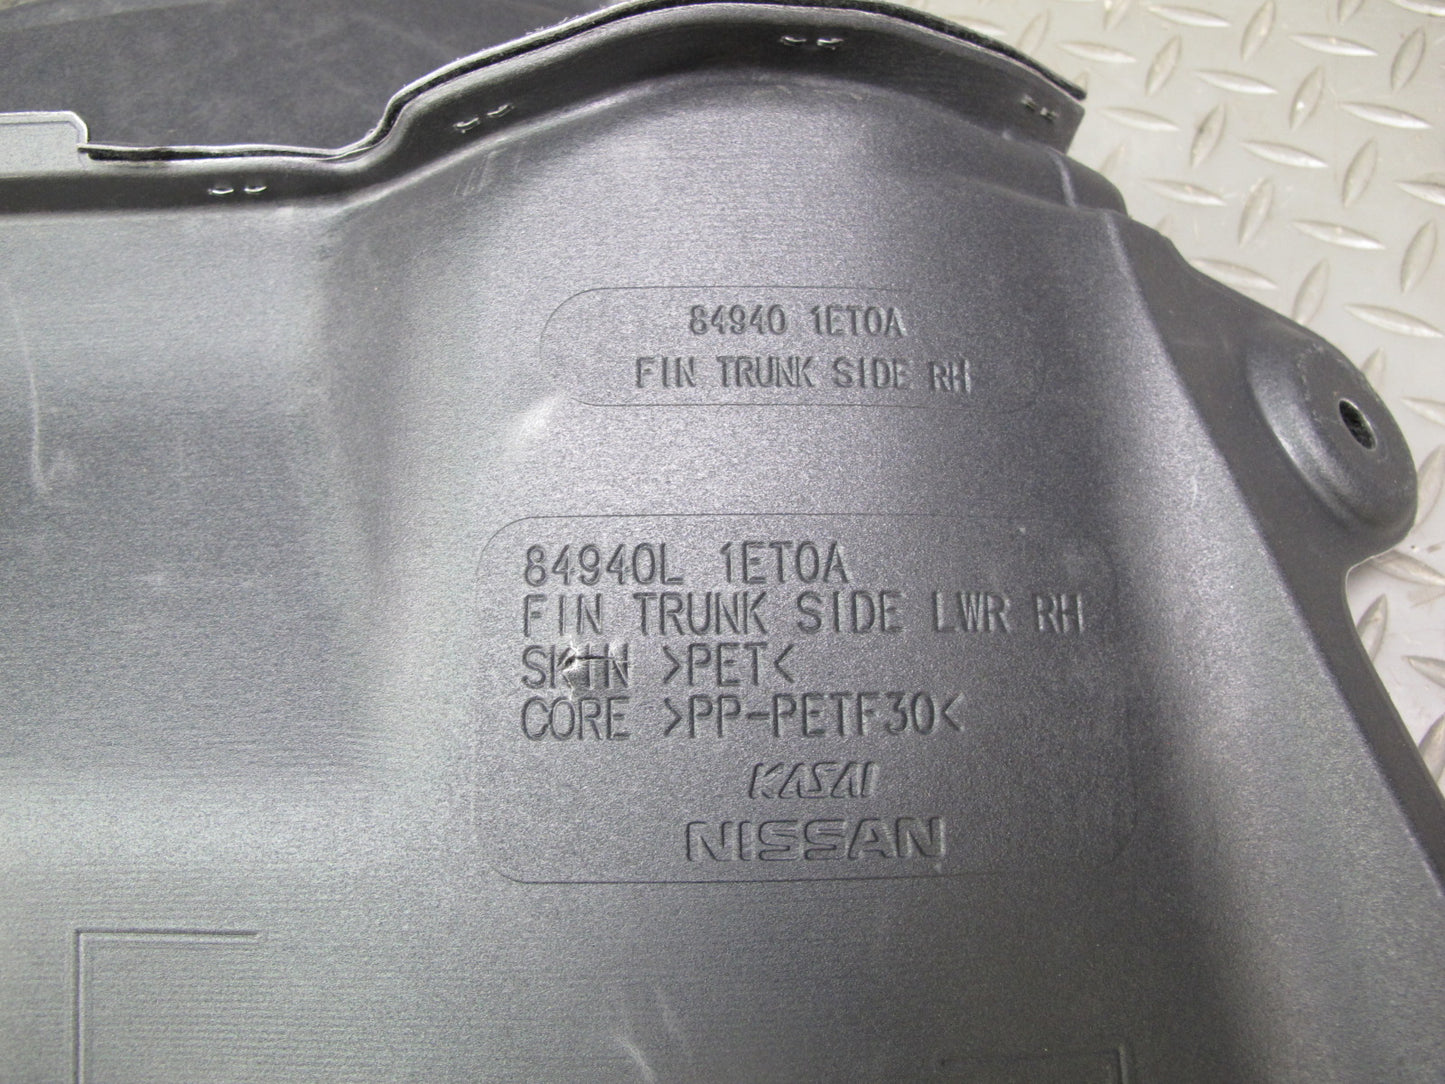 84940 1ET0A
FIN TRUNK SIDE RH
84940L 1ET0A
FIN TRUNK SIDE LWR RH
SKIN >PET<
CORE >PP-PETF30<
KASAI
NISSAN